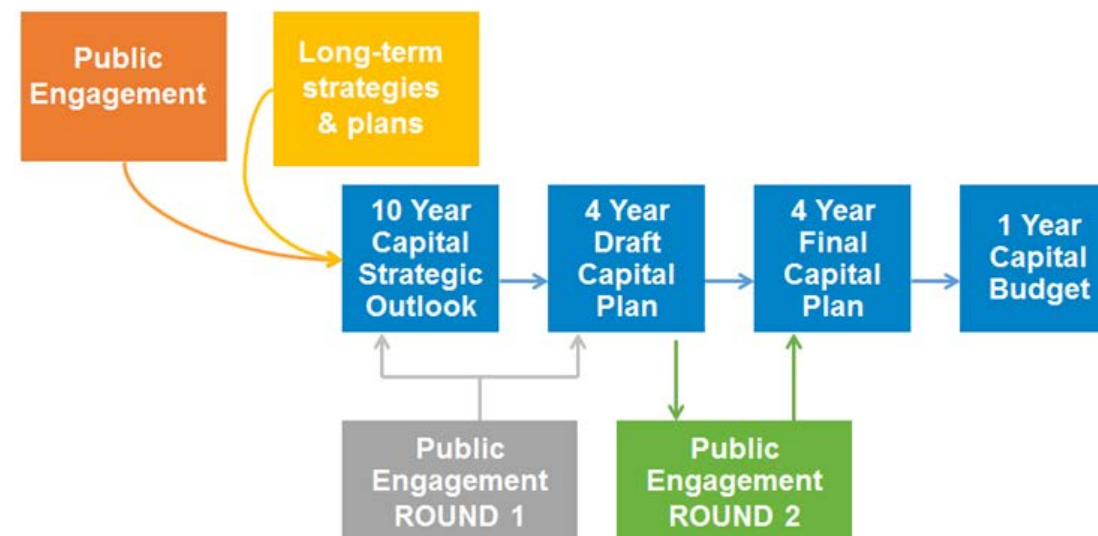 Public
Engagement
Long-term
strategies
& plans
10 Year
Capital
Strategic
Outlook
4 Year
Draft
Capital
Plan
4 Year
Final
Capital
Plan
1 Year
Capital
Budget
Public
Engagement
ROUND 1
Public
Engagement
ROUND 2